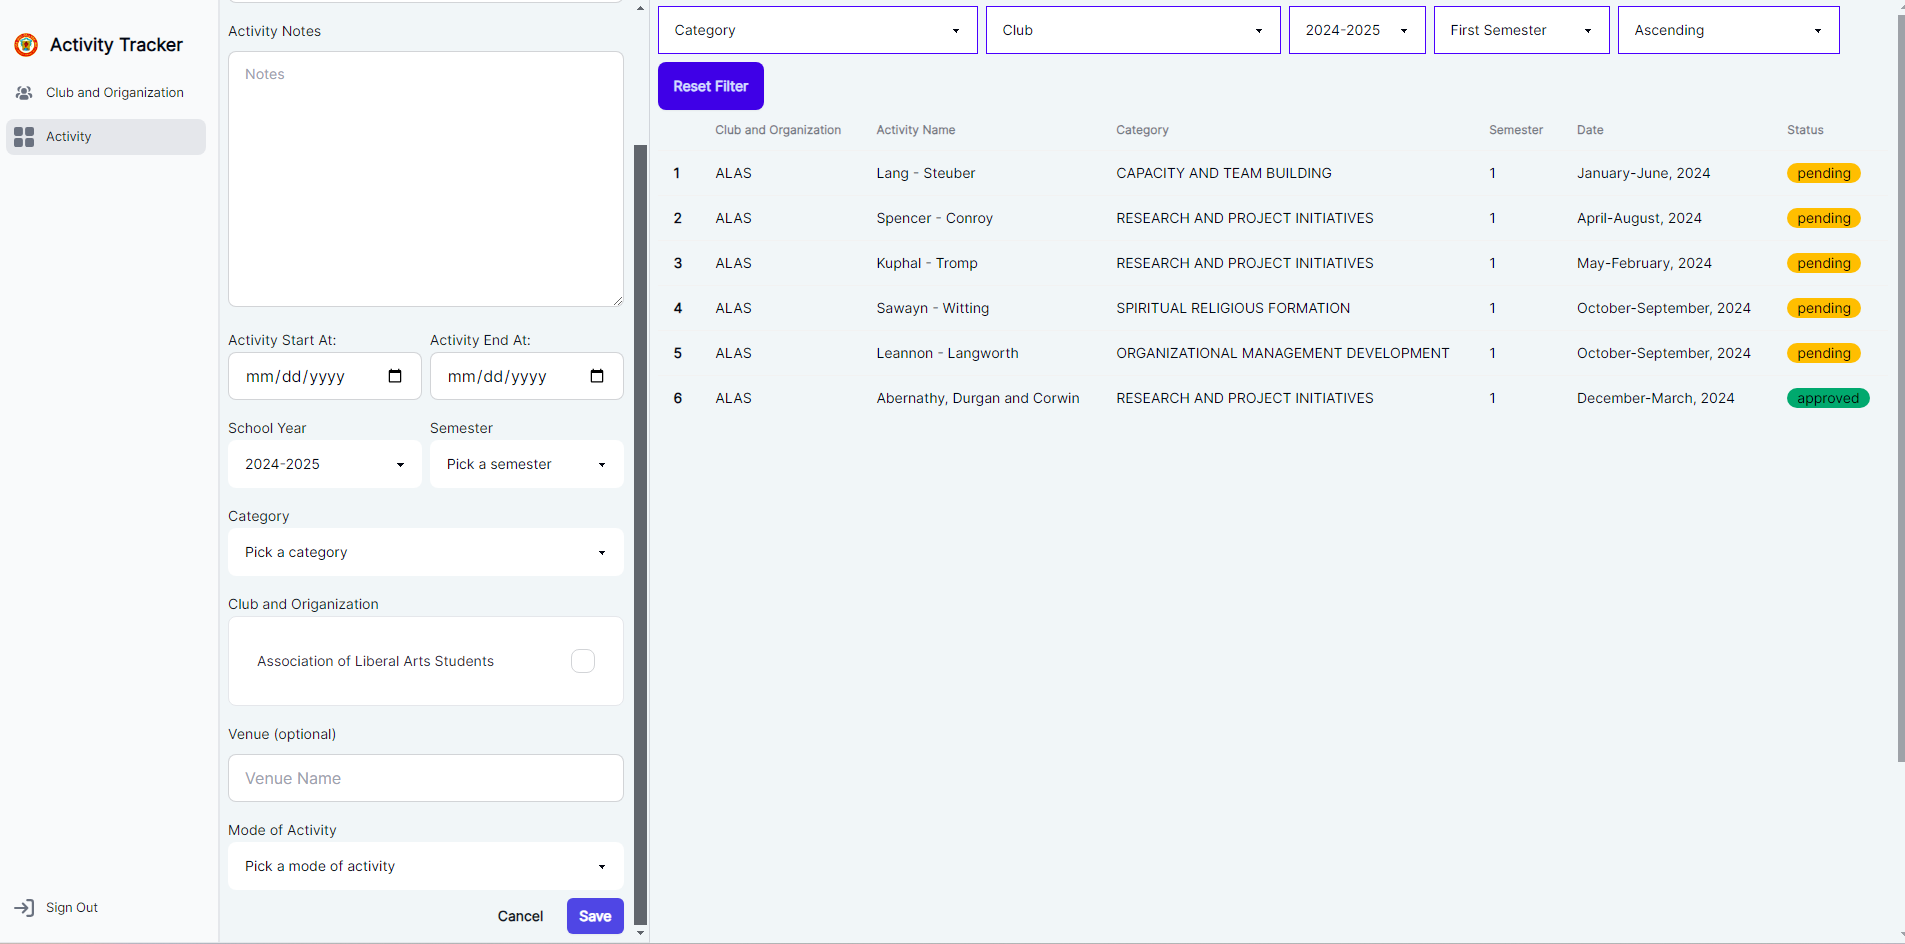 Activity Tracker
Club and Origanization
Activity
Sign Out
Activity Notes
Notes
Activity Start At: Activity End At:
mm/dd/yyyy mm/dd/yyyy
School Year Semester
2024-2025 Pick a semester
Category
Pick a category
Club and Origanization
Association of Liberal Arts Students
Venue (optional)
Venue Name
Mode of Activity
Pick a mode of activity
Cancel Save
Category Club 2024-2025 First Semester Ascending
Reset Filter
Club and Organization Activity Name Category Semester Date Status
1 ALAS Lang - Steuber CAPACITY AND TEAM BUILDING 1 January-June, 2024 pending
2 ALAS Spencer - Conroy RESEARCH AND PROJECT INITIATIVES 1 April-August, 2024 pending
3 ALAS Kuphal - Tromp RESEARCH AND PROJECT INITIATIVES 1 May-February, 2024 pending
4 ALAS Sawayn - Witting SPIRITUAL RELIGIOUS FORMATION 1 October-September, 2024 pending
5 ALAS Leannon - Langworth ORGANIZATIONAL MANAGEMENT DEVELOPMENT 1 October-September, 2024 pending
6 ALAS Abernathy, Durgan and Corwin RESEARCH AND PROJECT INITIATIVES 1 December-March, 2024 approved